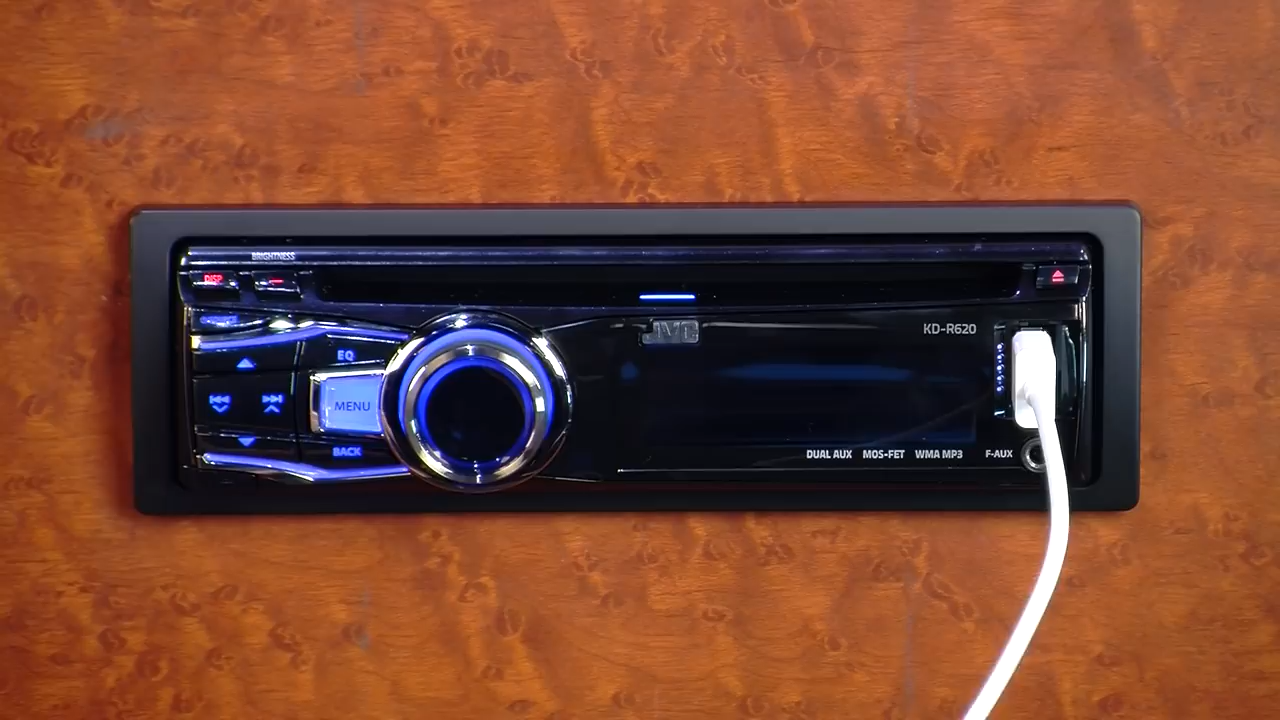 BRIGHTNESS
DISP
JVC
KD-R620
EQ
MENU
BACK
DUAL AUX MOS-FET WMA MP3 F-AUX